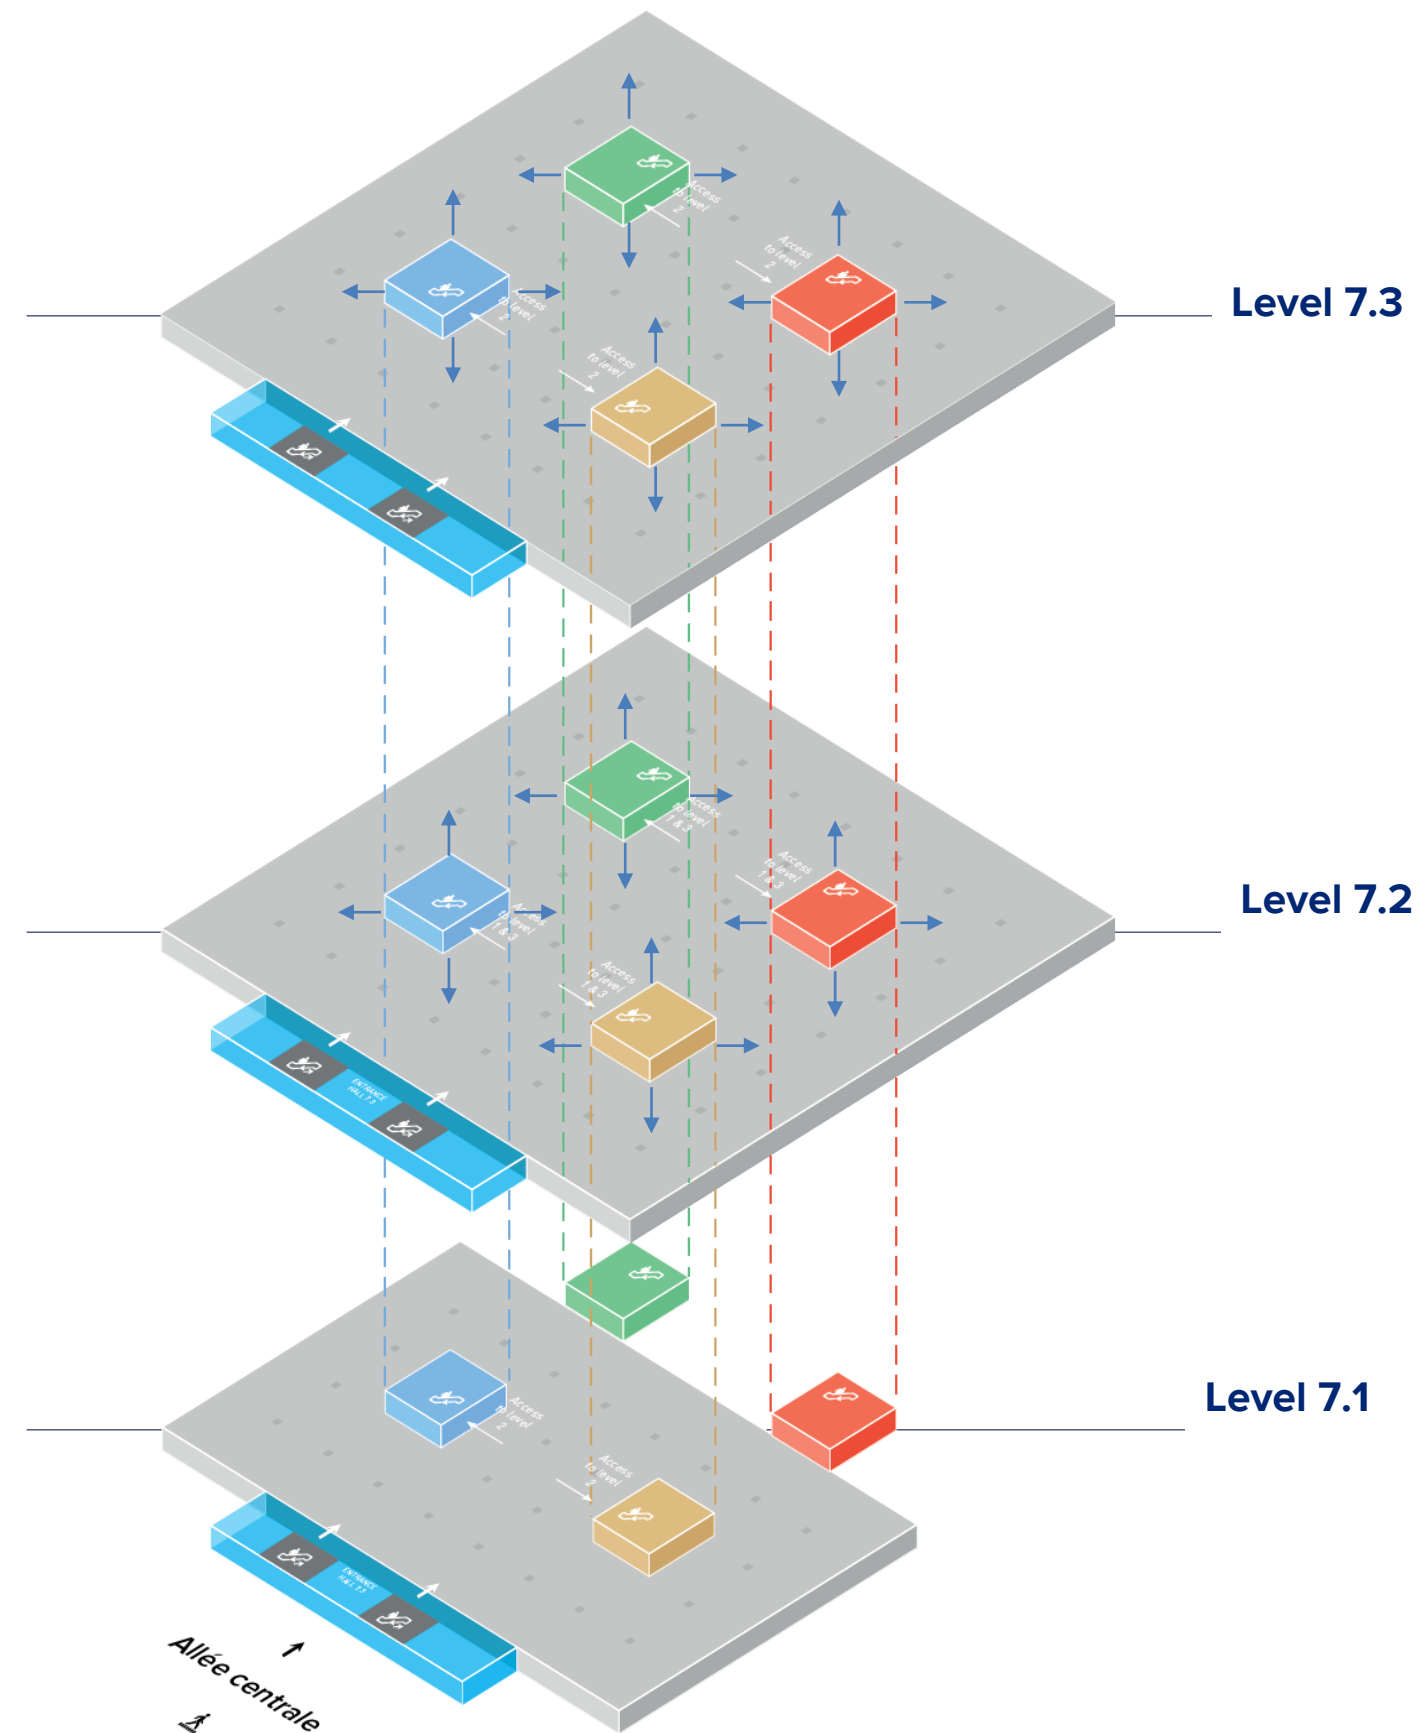 Access
to level
2
Access
to level
2
Access
to level
2
Level 7.3
Access
to level
2
Access
to level
1 & 3
Access
to level
1 & 3
Level 7.2
Access
to level
1 & 3
Access
to level
1 & 3
ENTRANCE
HALL 7.3
Level 7.1
Access
to level
2
Access
to level
2
ENTRANCE
HALL 7.3
Allée centrale